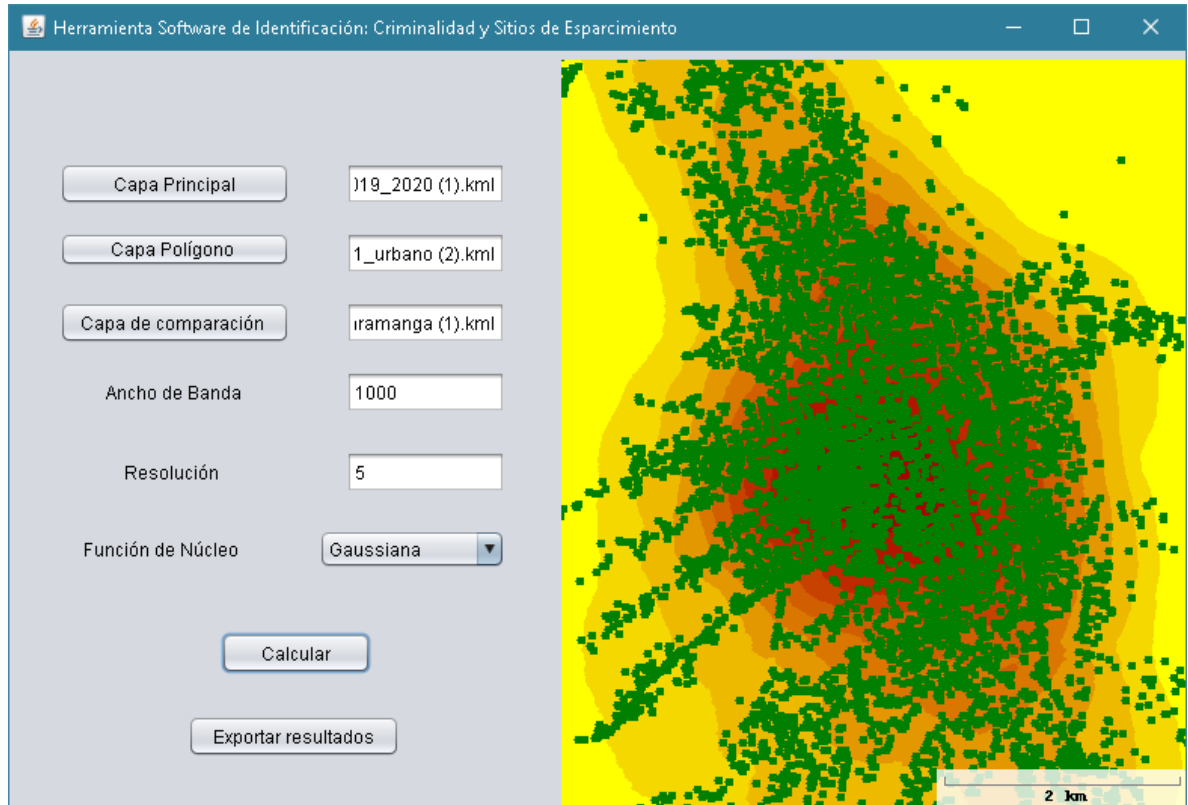 Herramienta Software de Identificación: Criminalidad y Sitios de Esparcimiento
Capa Principal
019_2020 (1).kml
Capa Polígono
1_urbano (2).kml
Capa de comparación
ıramanga (1).kml
Ancho de Banda
1000
Resolución
5
Función de Núcleo
Gaussiana
Calcular
Exportar resultados
2 km